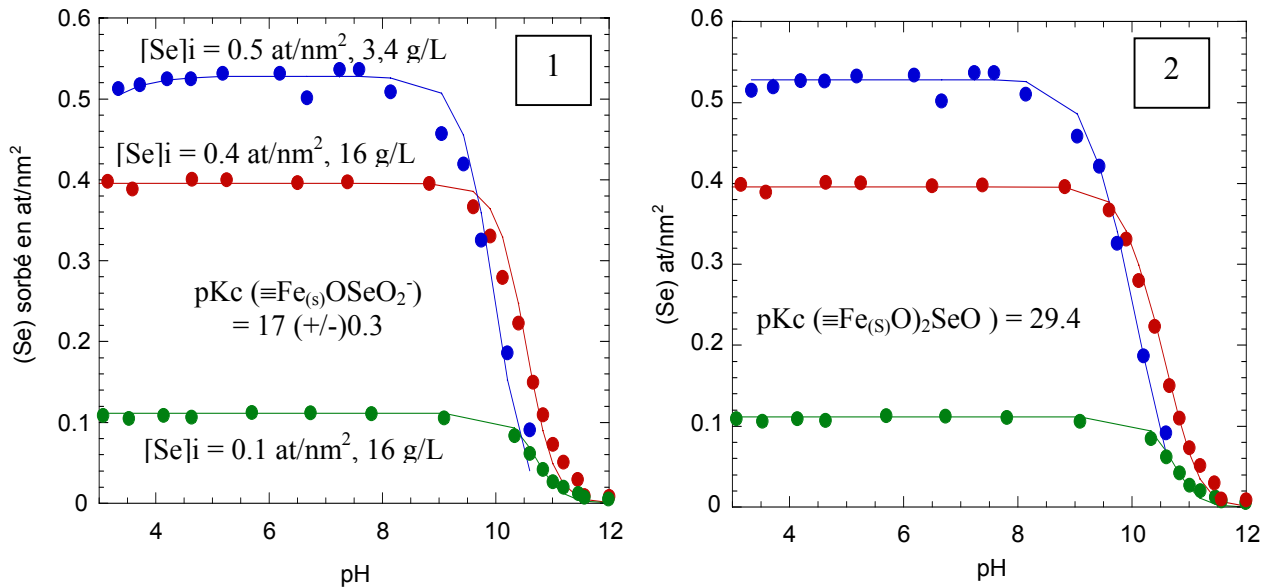 1
[Se]i = 0.5 at/nm², 3,4 g/L
[Se]i = 0.4 at/nm², 16 g/L
pKc (≡Fe(s)OSeO₂⁻)
= 17 (+/-)0.3
[Se]i = 0.1 at/nm², 16 g/L
(Se) sorbé en at/nm²
0.6
0.5
0.4
0.3
0.2
0.1
0
4 6 8 10 12
pH
2
pKc (≡Fe(S)O)₂SeO ) = 29.4
(Se) at/nm²
0.6
0.5
0.4
0.3
0.2
0.1
0
4 6 8 10 12
pH